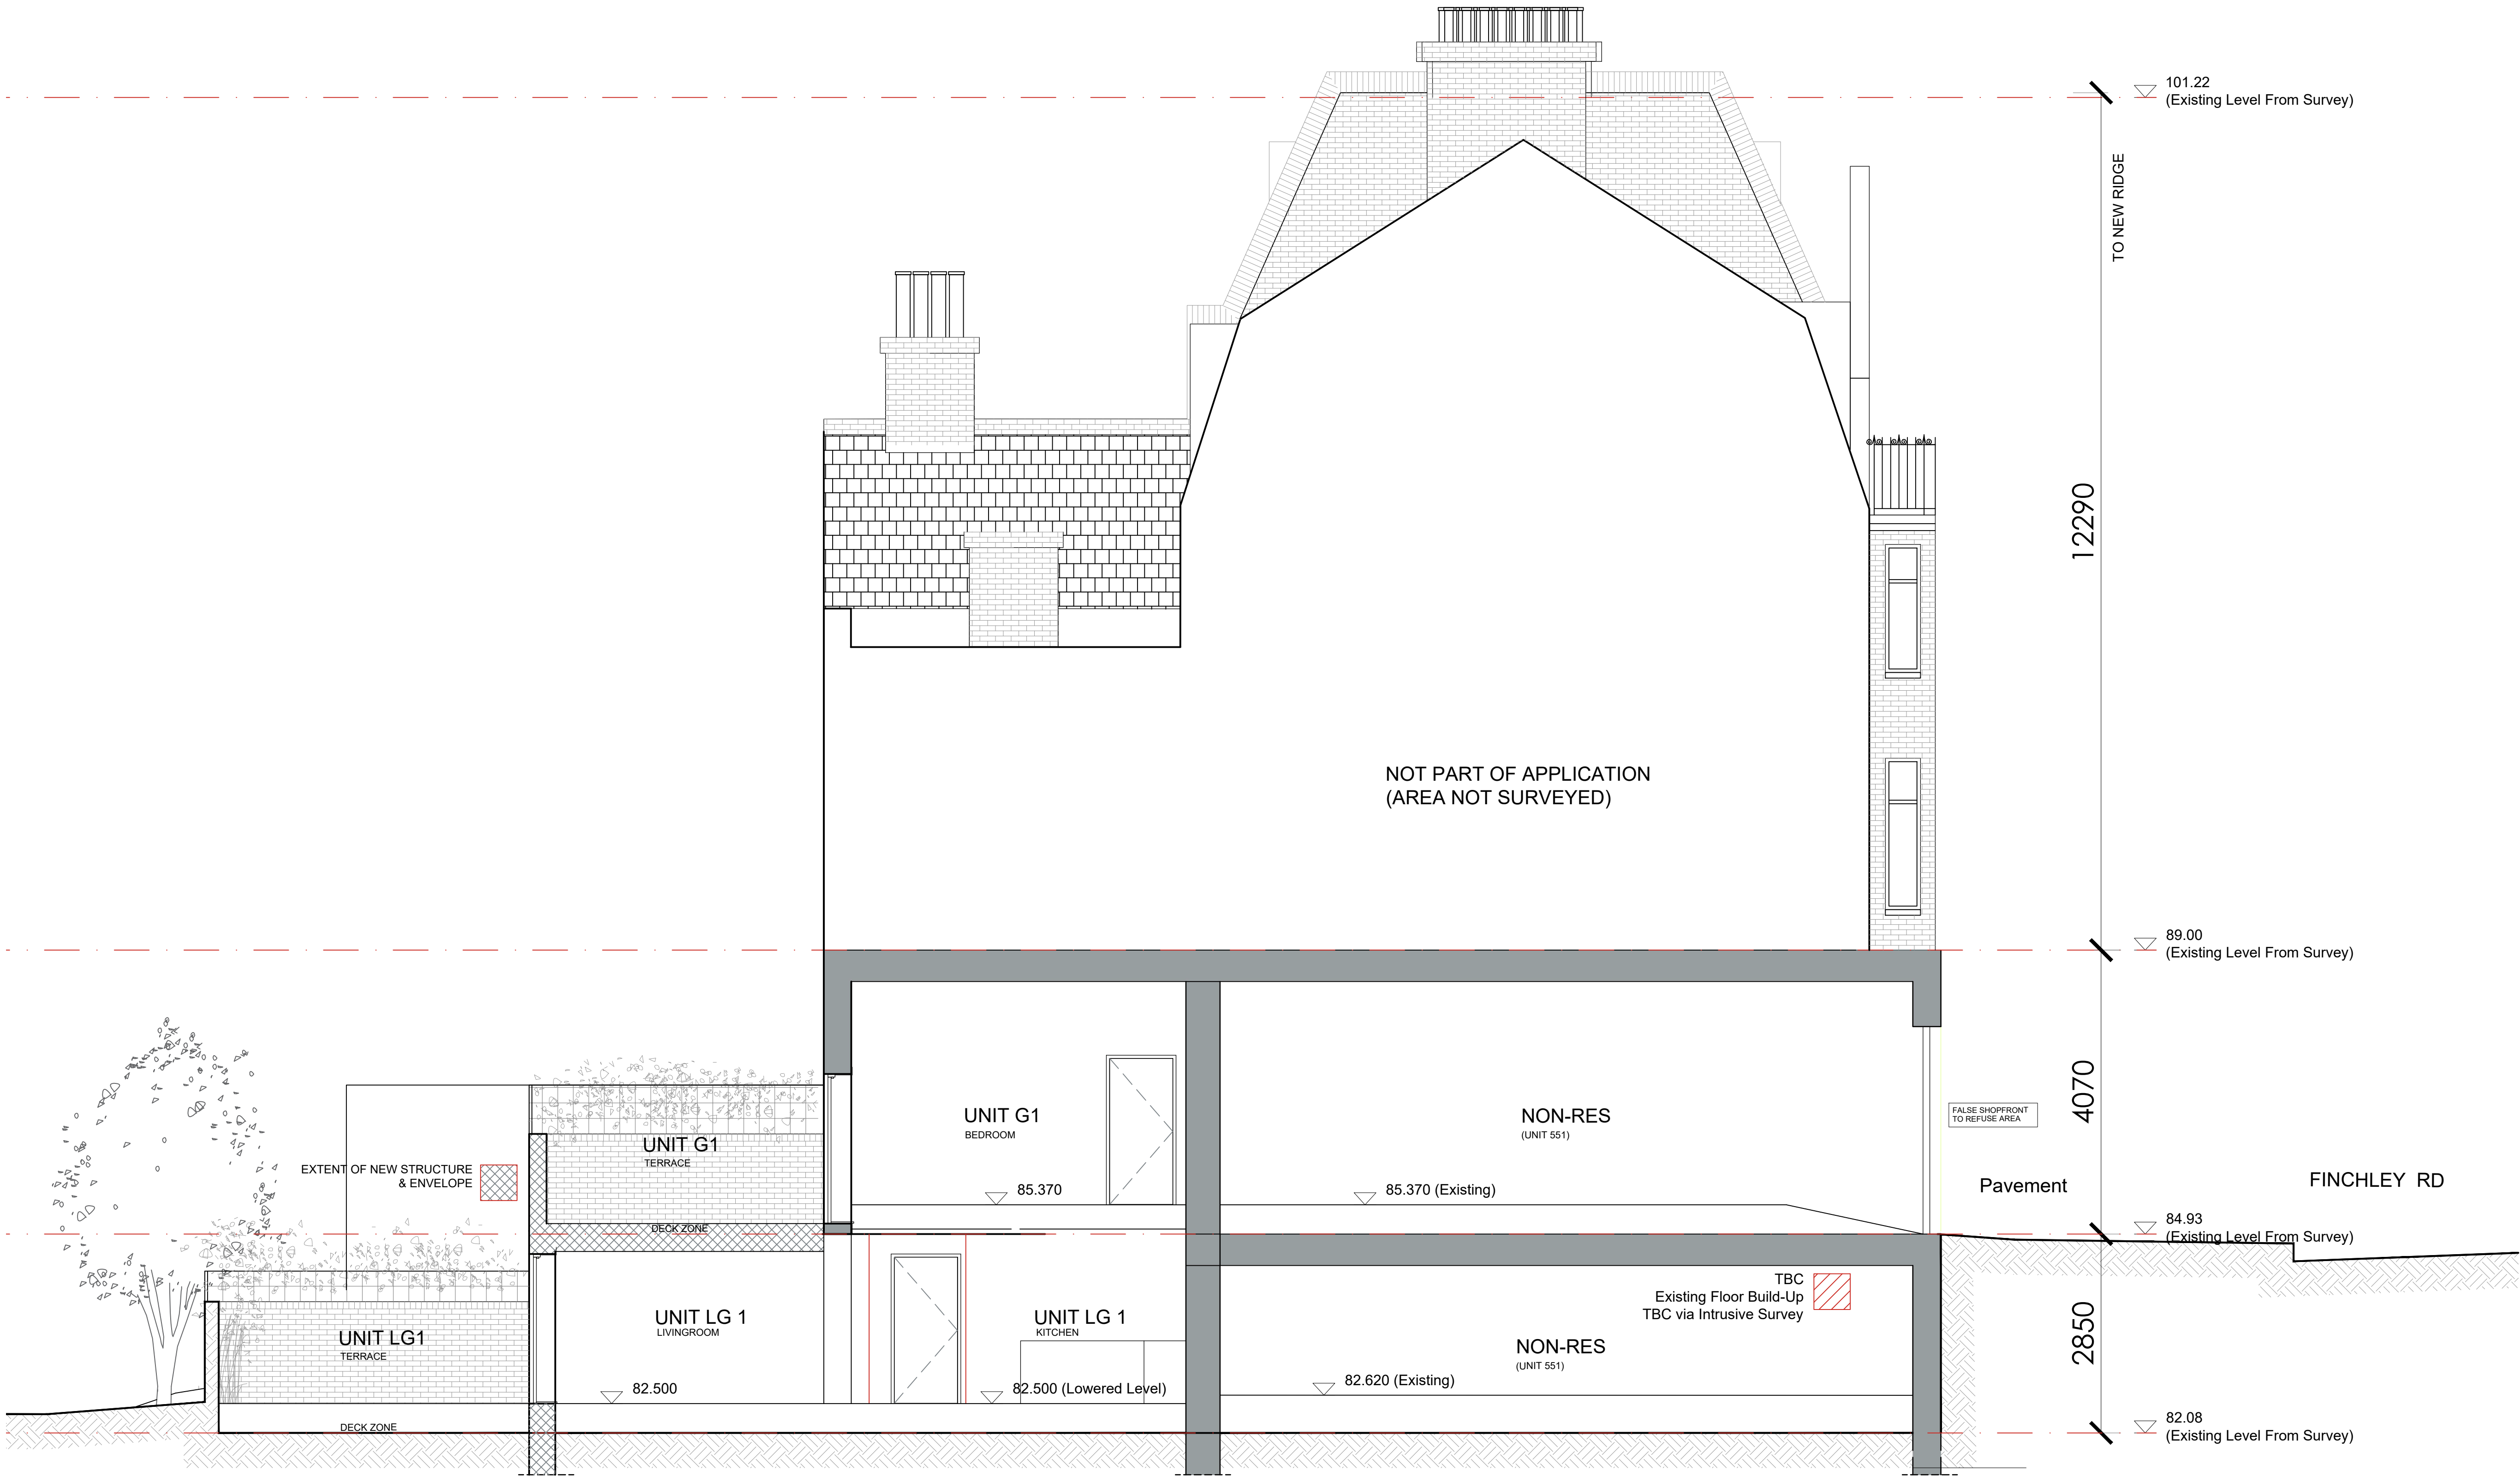 101.22
(Existing Level From Survey)
TO NEW RIDGE
12290
NOT PART OF APPLICATION
(AREA NOT SURVEYED)
89.00
(Existing Level From Survey)
4070
UNIT G1
BEDROOM
NON-RES
(UNIT 551)
FALSE SHOPFRONT
TO REFUSE AREA
UNIT G1
TERRACE
EXTENT OF NEW STRUCTURE
& ENVELOPE
85.370
85.370 (Existing)
Pavement
FINCHLEY RD
DECK ZONE
84.93
(Existing Level From Survey)
TBC
Existing Floor Build-Up
TBC via Intrusive Survey
2850
UNIT LG1
TERRACE
UNIT LG 1
LIVINGROOM
UNIT LG 1
KITCHEN
NON-RES
(UNIT 551)
82.500
82.500 (Lowered Level)
82.620 (Existing)
DECK ZONE
82.08
(Existing Level From Survey)